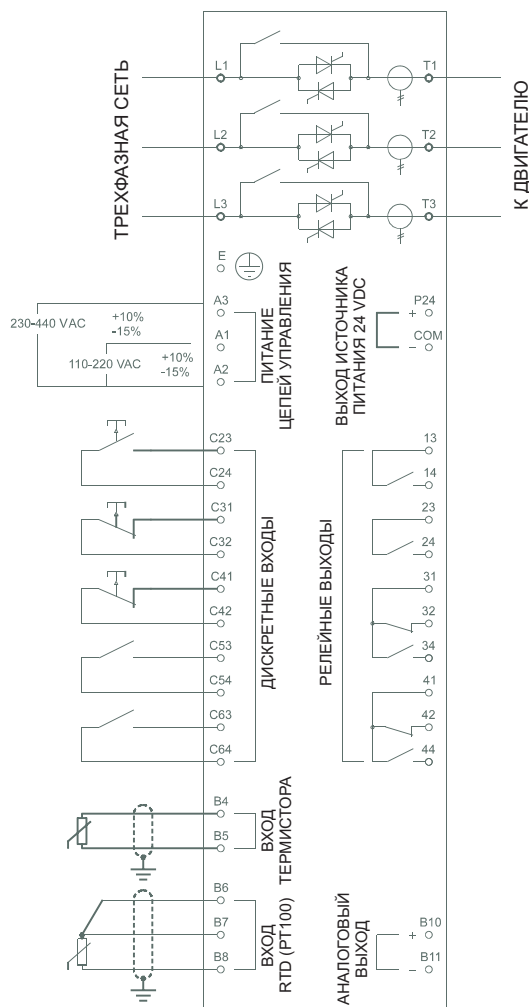 ТРЕХФАЗНАЯ СЕТЬ
L1
T1
L2
T2
L3
T3
К ДВИГАТЕЛЮ
E
A3
230-440 VAC
+10%
-15%
A1
110-220 VAC
+10%
-15%
A2
ПИТАНИЕ
ЦЕПЕЙ УПРАВЛЕНИЯ
ВЫХОД ИСТОЧНИКА
ПИТАНИЯ 24 VDC
P24
+
COM
–
C23
C24
C31
C32
C41
C42
C53
C54
C63
C64
ДИСКРЕТНЫЕ ВХОДЫ
РЕЛЕЙНЫЕ ВЫХОДЫ
13
14
23
24
31
32
34
41
42
44
B4
B5
ВХОД
ТЕРМИСТОРА
B6
B7
B8
ВХОД
RTD (PT100)
АНАЛОГОВЫЙ
ВЫХОД
+
B10
–
B11